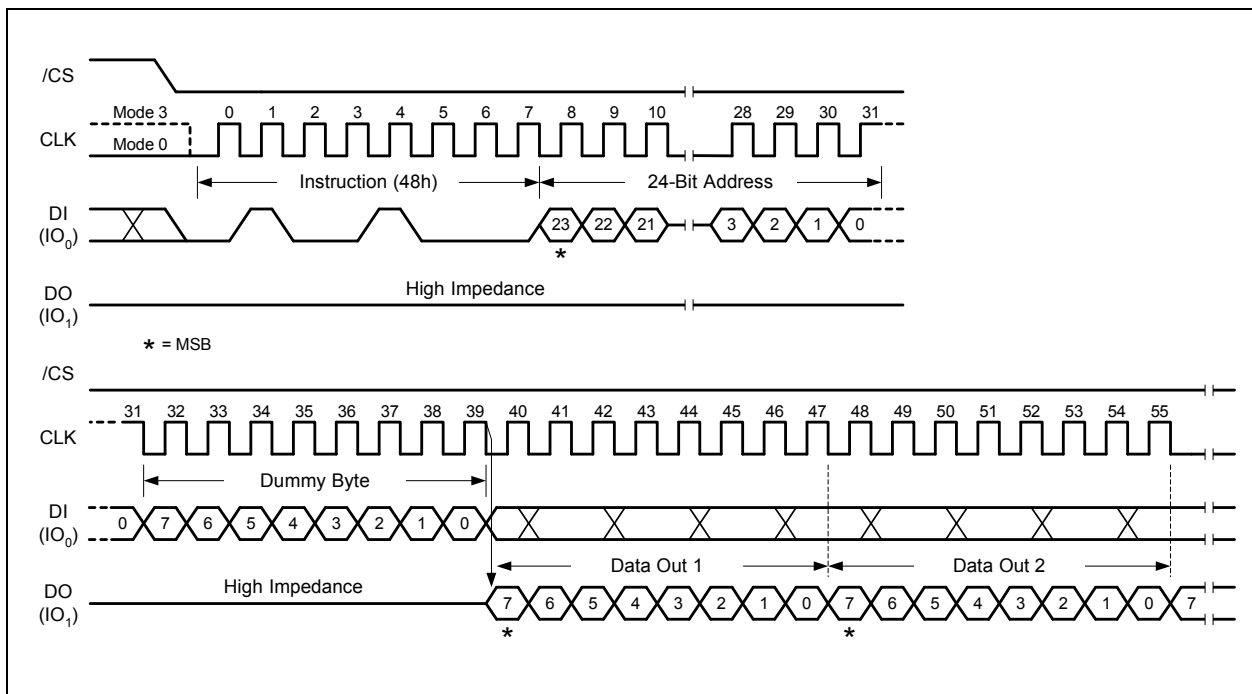 /CS
Mode 3 0 1 2 3 4 5 6 7 8 9 10 28 29 30 31
CLK
Mode 0
Instruction (48h) 24-Bit Address
DI
(IO0)
23 22 21 3 2 1 0
*
High Impedance
DO
(IO1)
* = MSB
/CS
31 32 33 34 35 36 37 38 39 40 41 42 43 44 45 46 47 48 49 50 51 52 53 54 55
CLK
Dummy Byte
DI
(IO0)
0 7 6 5 4 3 2 1 0
Data Out 1 Data Out 2
High Impedance
DO
(IO1)
7 6 5 4 3 2 1 0 7 6 5 4 3 2 1 0 7
* *